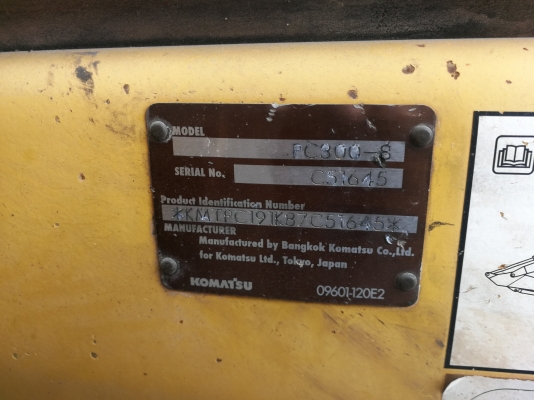 MODEL PC300-8
SERIAL No. C51645
Product Identification Number
*KMTPC191KB7C51645*
MANUFACTURER
Manufactured by Bangkok Komatsu Co.,Ltd.
for Komatsu Ltd., Tokyo, Japan
KOMATSU 09601-120E2